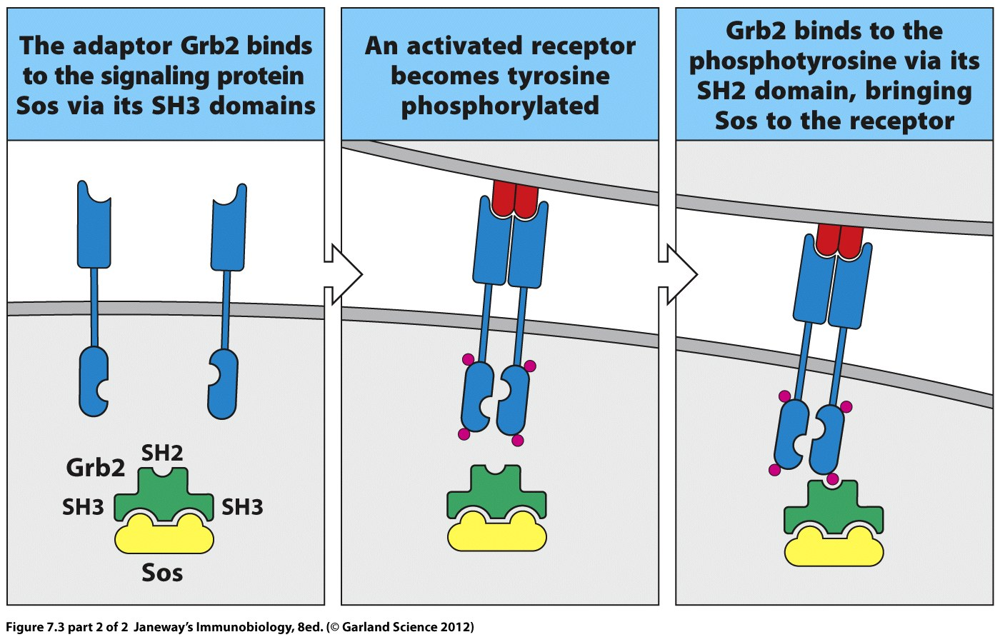 The adaptor Grb2 binds
to the signaling protein
Sos via its SH3 domains
An activated receptor
becomes tyrosine
phosphorylated
Grb2 binds to the
phosphotyrosine via its
SH2 domain, bringing
Sos to the receptor
SH2
Grb2
SH3
SH3
Sos
Figure 7.3 part 2 of 2 Janeway’s Immunobiology, 8ed. (© Garland Science 2012)